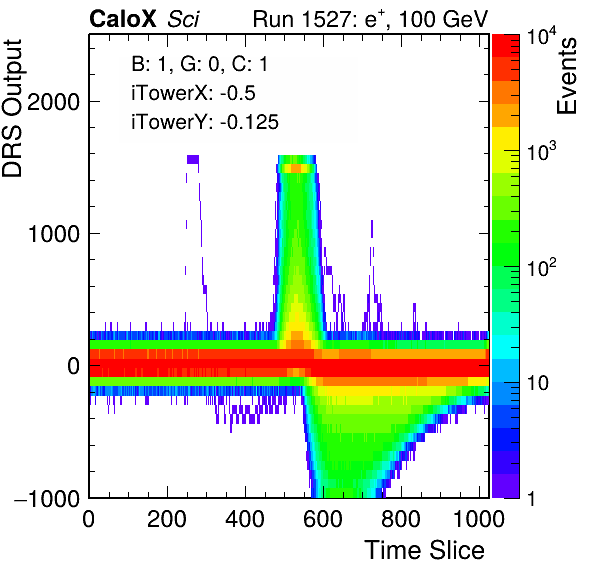 CaloX Sci Run 1527: e⁺, 100 GeV
B: 1, G: 0, C: 1
iTowerX: -0.5
iTowerY: -0.125
DRS Output
2000
1000
0
−1000
0 200 400 600 800 1000
Time Slice
Events
10⁴
10³
10²
10
1